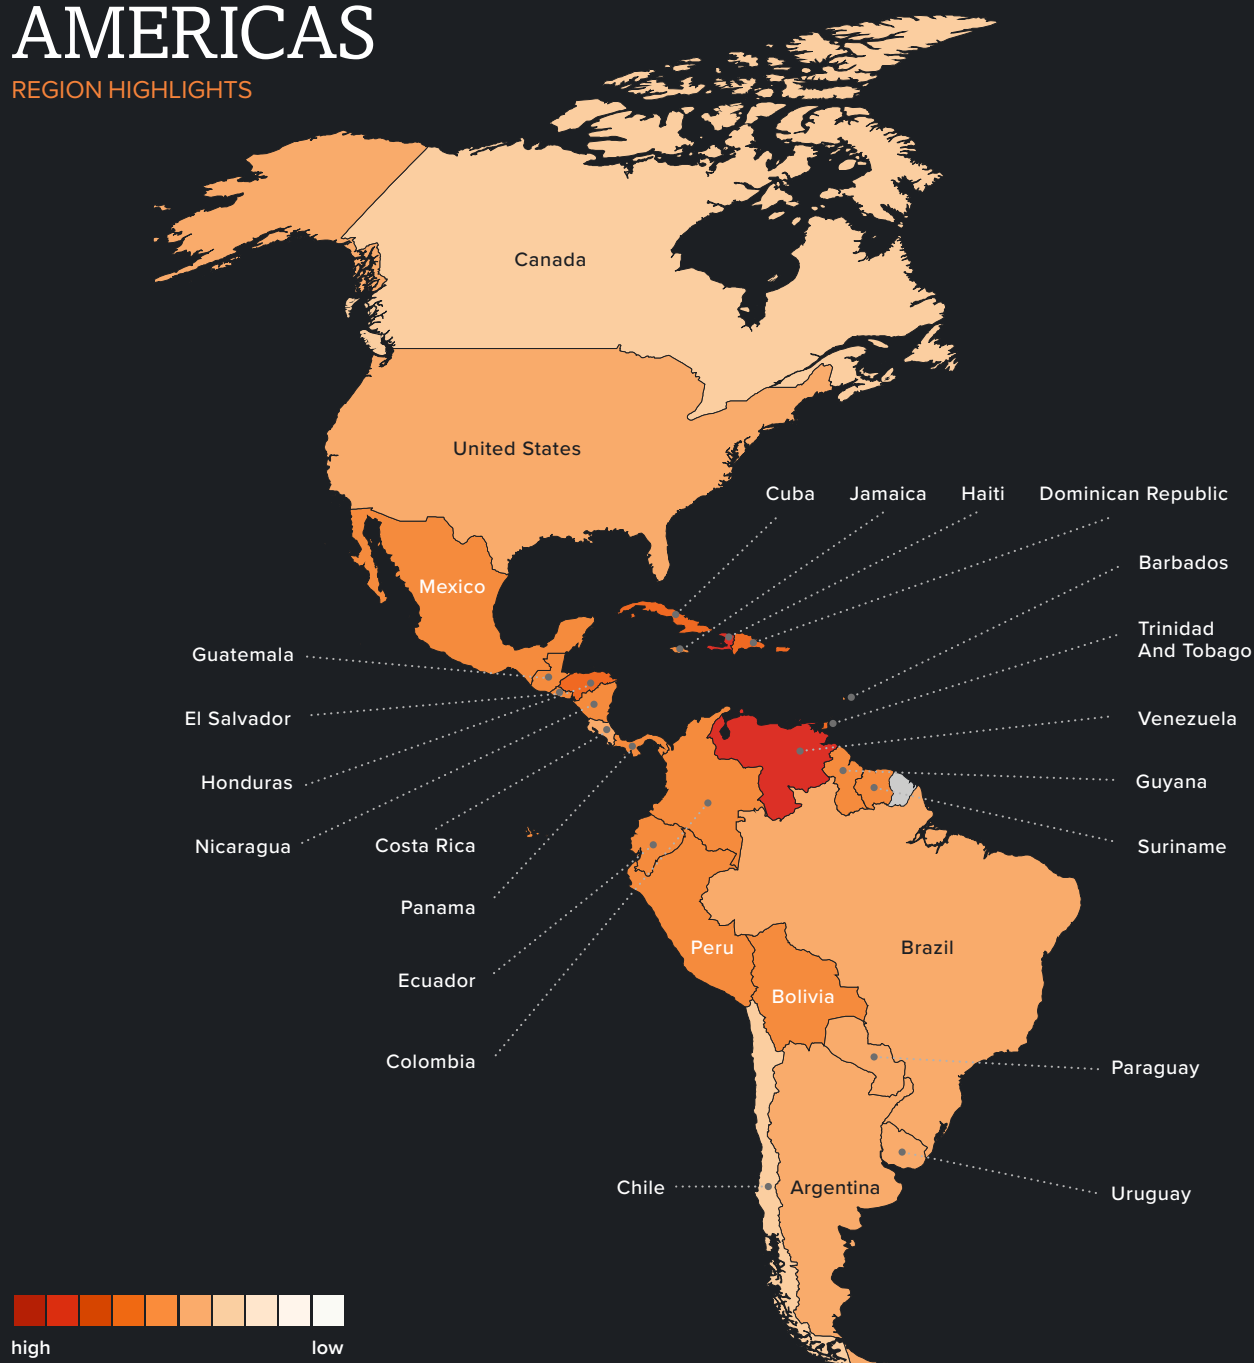 AMERICAS
REGION HIGHLIGHTS
Canada
United States
Cuba
Jamaica
Haiti
Dominican Republic
Barbados
Mexico
Trinidad
And Tobago
Guatemala
El Salvador
Venezuela
Honduras
Guyana
Nicaragua
Costa Rica
Suriname
Panama
Peru
Brazil
Ecuador
Bolivia
Colombia
Paraguay
Chile
Argentina
Uruguay
high
low